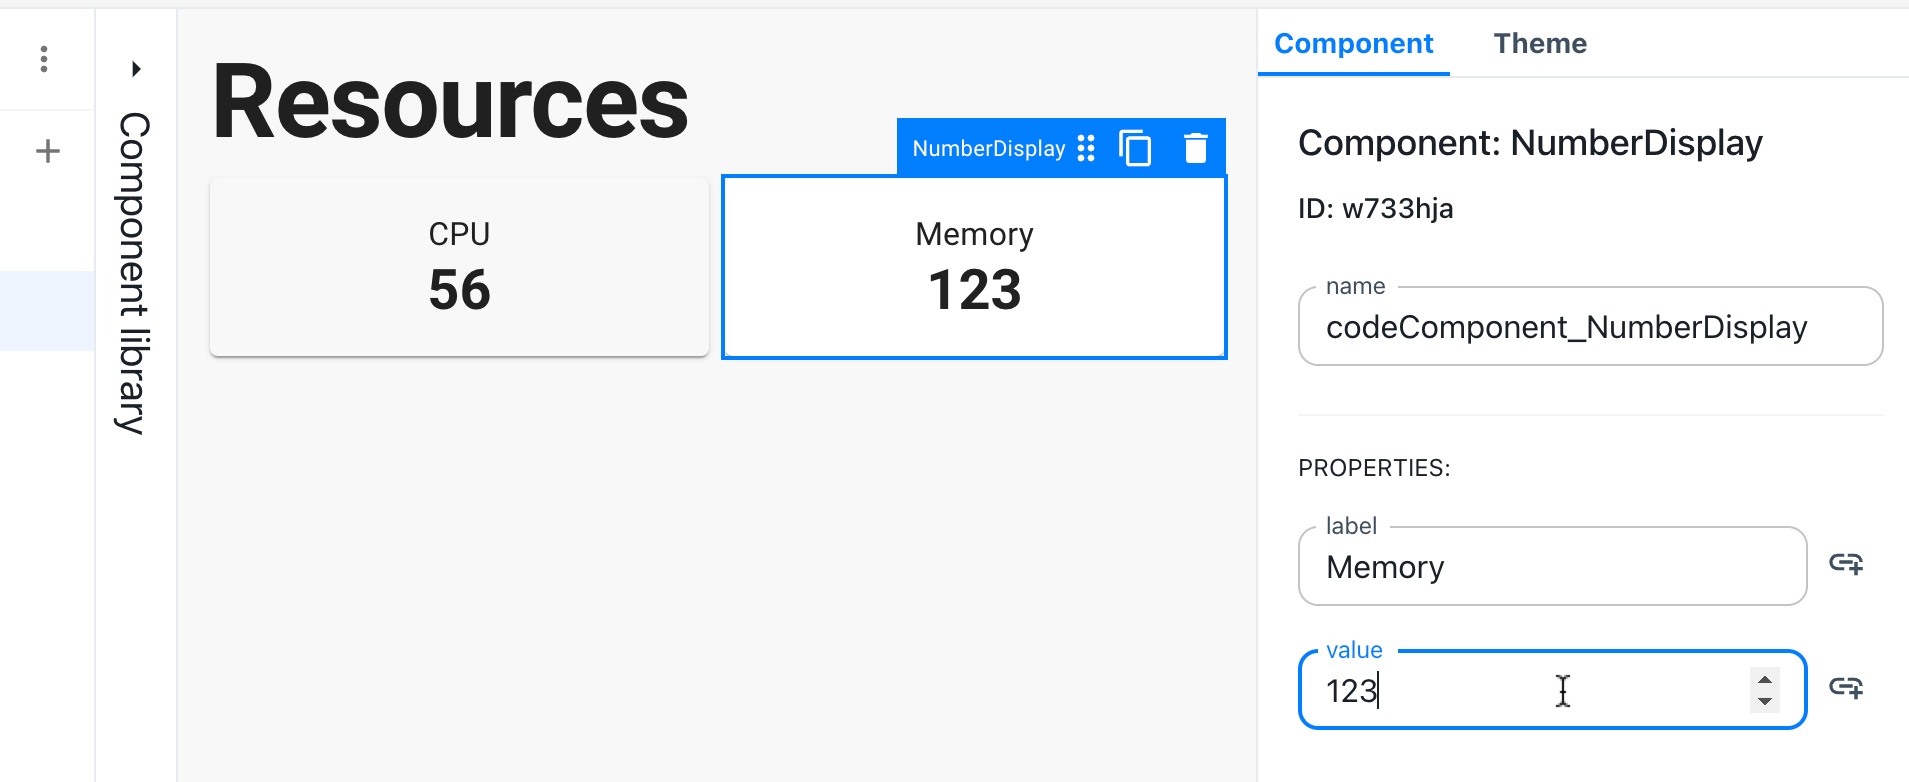 Component library
Resources
NumberDisplay
CPU
56
Memory
123
Component
Theme
Component: NumberDisplay
ID: w733hja
name
codeComponent_NumberDisplay
PROPERTIES:
label
Memory
value
123